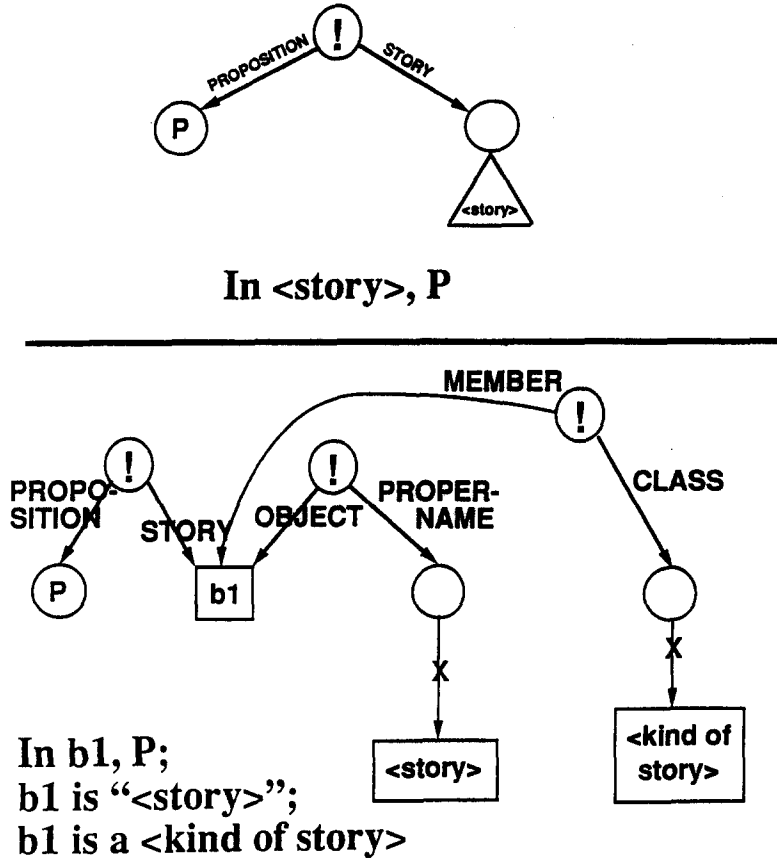 !
PROPOSITION
STORY
P
<story>
In <story>, P
MEMBER
!
!
!
PROPO-
SITION
STORY
OBJECT
PROPER-
NAME
CLASS
P
b1
X
X
<story>
<kind of
story>
In b1, P;
b1 is “<story>”;
b1 is a <kind of story>